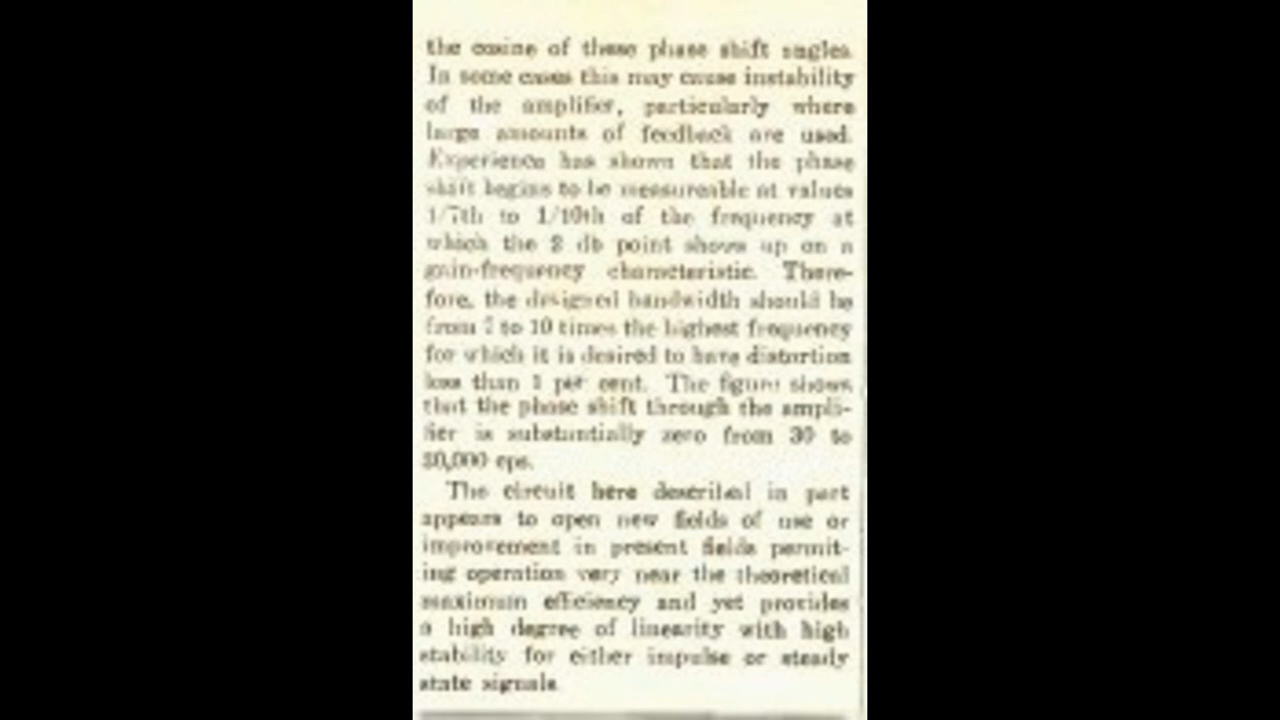 the cosine of these phase shift angles.
In some cases this may cause instability
of the amplifier, particularly where
large amounts of feedback are used.
Experience has shown that the phase
shift begins to be measureable at values
1/7th to 1/10th of the frequency at
which the db point shows up on a
gain-frequency characteristic. There-
fore, the designed bandwidth should be
from 7 to 10 times the highest frequency
for which it is desired to have distortion
less than 1 per cent. The figure shows
that the phase shift through the ampli-
fier is substantially zero from 30 to
cps.
The circuit here described in part
appears to open new fields of use or
improvement in present fields permit-
ing operation very near the theoretical
maximum efficiency and yet provides
a high degree of linearity with high
stability for either impulse or steady
state signals